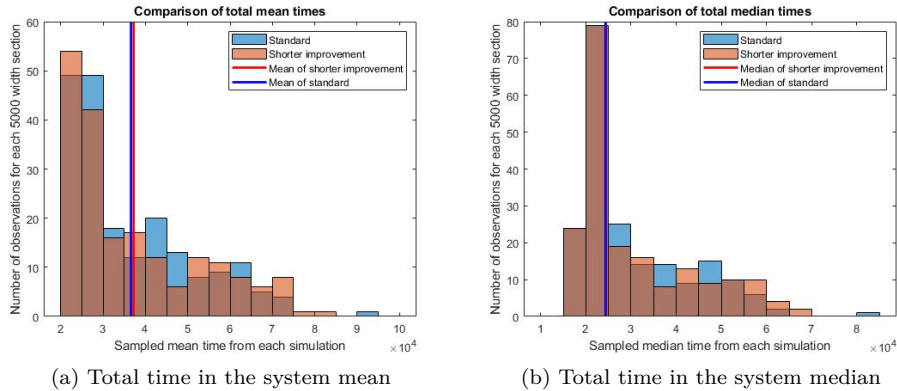 Comparison of total mean times
Number of observations for each 5000 width section
60
50
40
30
20
10
0
Standard
Shorter improvement
Mean of shorter improvement
Mean of standard
2 3 4 5 6 7 8 9 10
Sampled mean time from each simulation
×10⁴
(a) Total time in the system mean
Comparison of total median times
Number of observations for each 5000 width section
80
70
60
50
40
30
20
10
0
Standard
Shorter improvement
Median of shorter improvement
Median of standard
1 2 3 4 5 6 7 8
Sampled median time from each simulation
×10⁴
(b) Total time in the system median